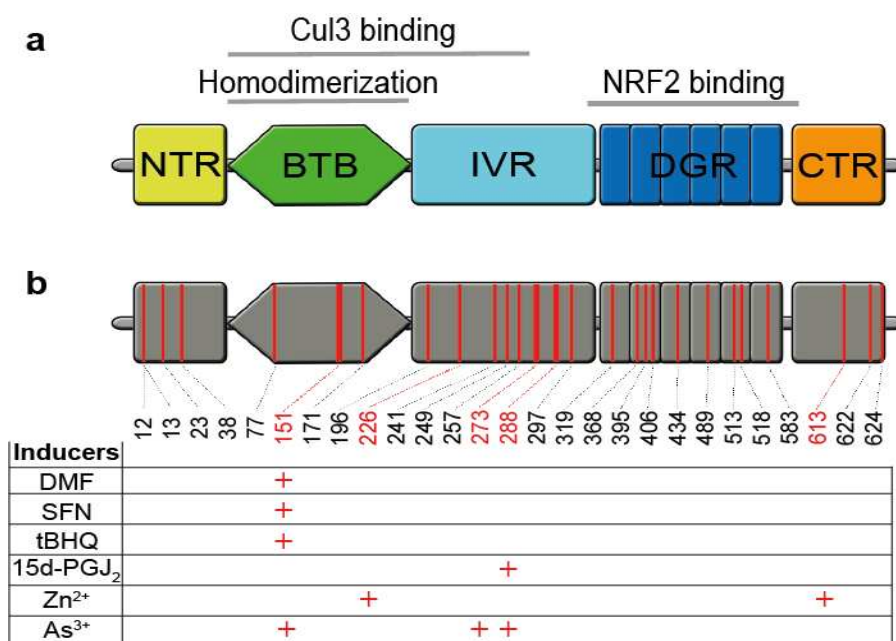 a
Cul3 binding
Homodimerization
NRF2 binding
NTR BTB IVR DGR CTR
b
12 13 23 38 77 151 171 196 226 241 249 257 273 288 297 319 368 395 406 434 489 513 518 583 613 622 624
Inducers
DMF +
SFN +
tBHQ +
15d-PGJ₂ +
Zn²⁺ + +
As³⁺ + + +